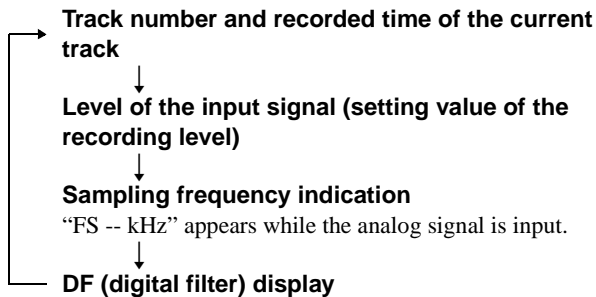 Track number and recorded time of the current
track
Level of the input signal (setting value of the
recording level)
Sampling frequency indication
“FS -- kHz” appears while the analog signal is input.
DF (digital filter) display